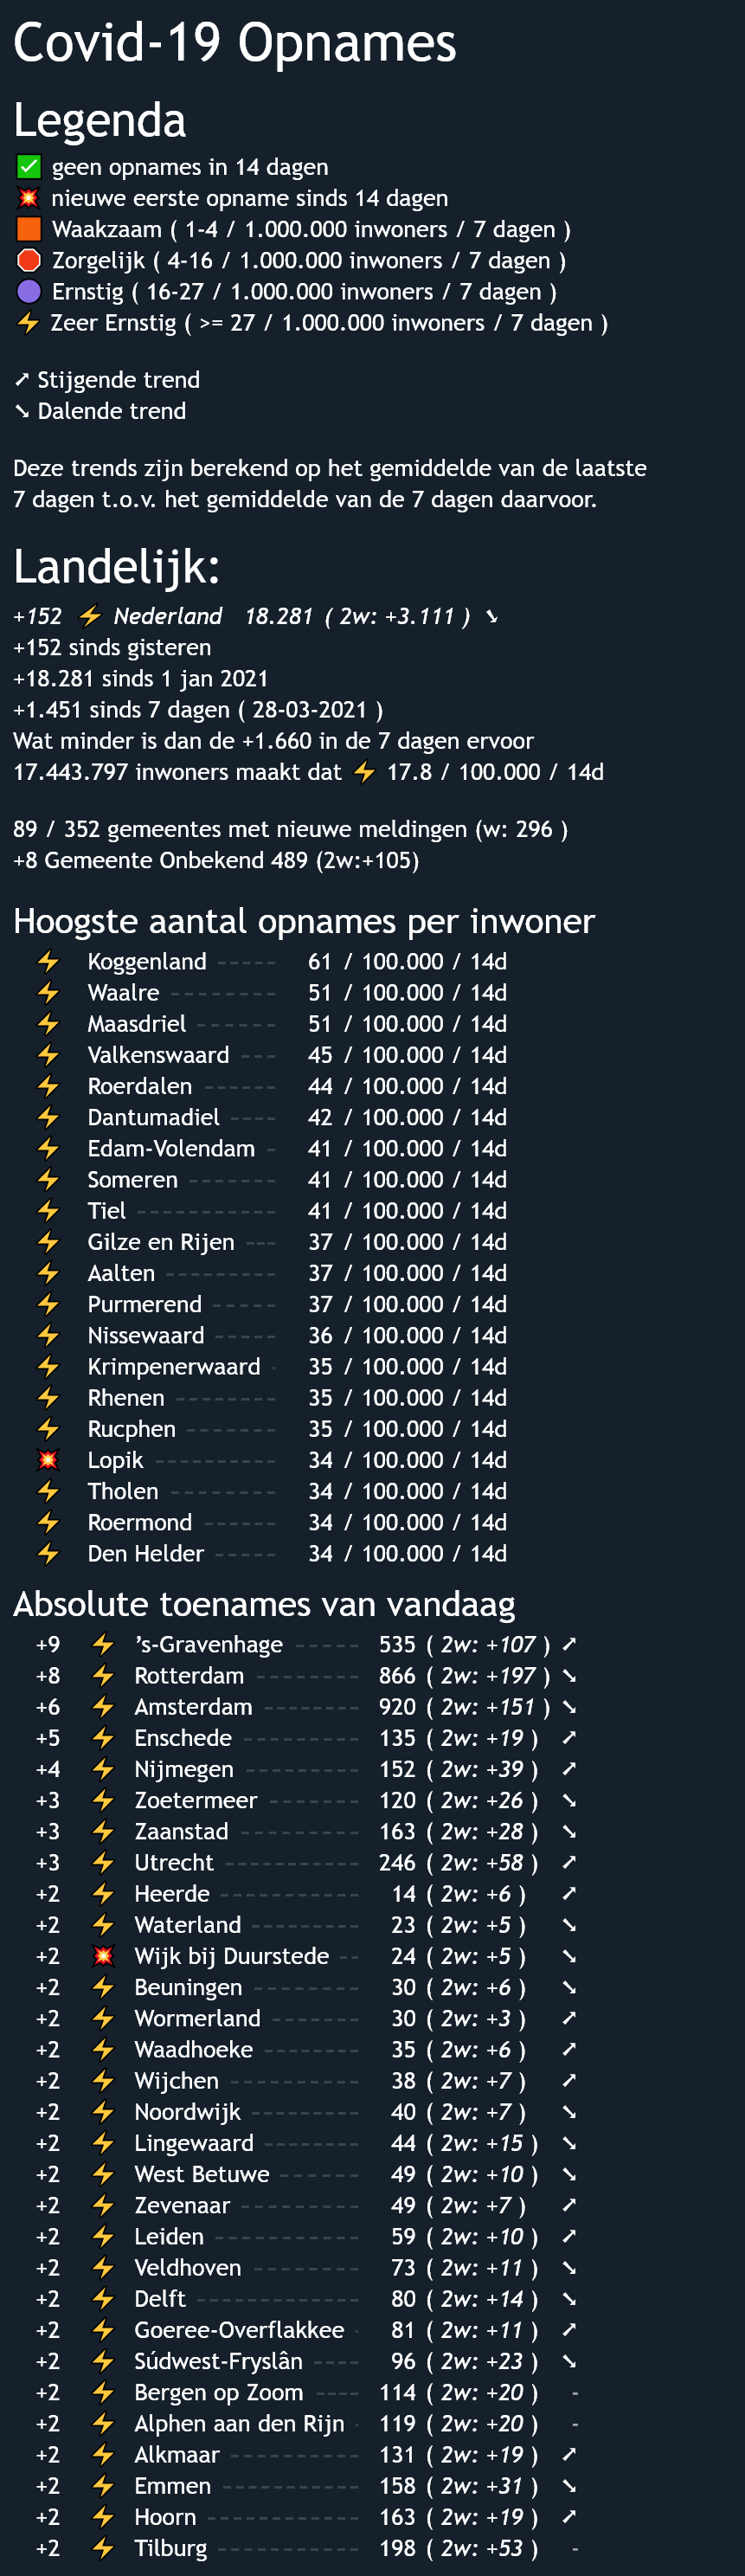 Covid-19 Opnames
Legenda
✅ geen opnames in 14 dagen
💥 nieuwe eerste opname sinds 14 dagen
🟧 Waakzaam ( 1-4 / 1.000.000 inwoners / 7 dagen )
🛑 Zorgelijk ( 4-16 / 1.000.000 inwoners / 7 dagen )
🟣 Ernstig ( 16-27 / 1.000.000 inwoners / 7 dagen )
⚡ Zeer Ernstig ( >= 27 / 1.000.000 inwoners / 7 dagen )
➚ Stijgende trend
➘ Dalende trend
Deze trends zijn berekend op het gemiddelde van de laatste
7 dagen t.o.v. het gemiddelde van de 7 dagen daarvoor.
Landelijk:
+152 ⚡ Nederland 18.281 ( 2w: +3.111 ) ➘
+152 sinds gisteren
+18.281 sinds 1 jan 2021
+1.451 sinds 7 dagen ( 28-03-2021 )
Wat minder is dan de +1.660 in de 7 dagen ervoor
17.443.797 inwoners maakt dat ⚡ 17.8 / 100.000 / 14d
89 / 352 gemeentes met nieuwe meldingen (w: 296 )
+8 Gemeente Onbekend 489 (2w:+105)
Hoogste aantal opnames per inwoner
⚡ Koggenland ----- 61 / 100.000 / 14d
⚡ Waalre -------- 51 / 100.000 / 14d
⚡ Maasdriel ------ 51 / 100.000 / 14d
⚡ Valkenswaard --- 45 / 100.000 / 14d
⚡ Roerdalen ------ 44 / 100.000 / 14d
⚡ Dantumadiel ---- 42 / 100.000 / 14d
⚡ Edam-Volendam - 41 / 100.000 / 14d
⚡ Someren ------- 41 / 100.000 / 14d
⚡ Tiel ----------- 41 / 100.000 / 14d
⚡ Gilze en Rijen --- 37 / 100.000 / 14d
⚡ Aalten --------- 37 / 100.000 / 14d
⚡ Purmerend ----- 37 / 100.000 / 14d
⚡ Nissewaard ----- 36 / 100.000 / 14d
⚡ Krimpenerwaard · 35 / 100.000 / 14d
⚡ Rhenen -------- 35 / 100.000 / 14d
⚡ Rucphen ------- 35 / 100.000 / 14d
💥 Lopik ---------- 34 / 100.000 / 14d
⚡ Tholen --------- 34 / 100.000 / 14d
⚡ Roermond ------ 34 / 100.000 / 14d
⚡ Den Helder ----- 34 / 100.000 / 14d
Absolute toenames van vandaag
+9 ⚡ ’s-Gravenhage ----- 535 ( 2w: +107 ) ➚
+8 ⚡ Rotterdam -------- 866 ( 2w: +197 ) ➘
+6 ⚡ Amsterdam -------- 920 ( 2w: +151 ) ➘
+5 ⚡ Enschede --------- 135 ( 2w: +19 ) ➚
+4 ⚡ Nijmegen --------- 152 ( 2w: +39 ) ➚
+3 ⚡ Zoetermeer ------- 120 ( 2w: +26 ) ➘
+3 ⚡ Zaanstad --------- 163 ( 2w: +28 ) ➘
+3 ⚡ Utrecht ---------- 246 ( 2w: +58 ) ➚
+2 ⚡ Heerde ----------- 14 ( 2w: +6 ) ➚
+2 ⚡ Waterland -------- 23 ( 2w: +5 ) ➘
+2 💥 Wijk bij Duurstede -- 24 ( 2w: +5 ) ➘
+2 ⚡ Beuningen -------- 30 ( 2w: +6 ) ➘
+2 ⚡ Wormerland ------- 30 ( 2w: +3 ) ➚
+2 ⚡ Waadhoeke ------- 35 ( 2w: +6 ) ➚
+2 ⚡ Wijchen ---------- 38 ( 2w: +7 ) ➚
+2 ⚡ Noordwijk -------- 40 ( 2w: +7 ) ➘
+2 ⚡ Lingewaard ------- 44 ( 2w: +15 ) ➘
+2 ⚡ West Betuwe ------ 49 ( 2w: +10 ) ➘
+2 ⚡ Zevenaar --------- 49 ( 2w: +7 ) ➚
+2 ⚡ Leiden ----------- 59 ( 2w: +10 ) ➚
+2 ⚡ Veldhoven -------- 73 ( 2w: +11 ) ➘
+2 ⚡ Delft ------------ 80 ( 2w: +14 ) ➘
+2 ⚡ Goeree-Overflakkee · 81 ( 2w: +11 ) ➚
+2 ⚡ Súdwest-Fryslân ---- 96 ( 2w: +23 ) ➘
+2 ⚡ Bergen op Zoom ---- 114 ( 2w: +20 ) -
+2 ⚡ Alphen aan den Rijn · 119 ( 2w: +20 ) -
+2 ⚡ Alkmaar ---------- 131 ( 2w: +19 ) ➚
+2 ⚡ Emmen ----------- 158 ( 2w: +31 ) ➘
+2 ⚡ Hoorn ------------ 163 ( 2w: +19 ) ➚
+2 ⚡ Tilburg ----------- 198 ( 2w: +53 ) -